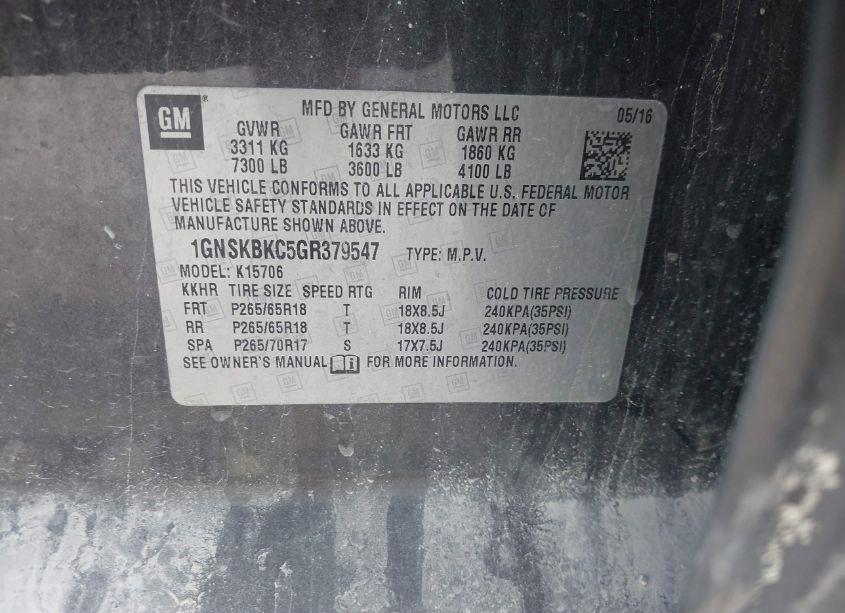 GM ® MFD BY GENERAL MOTORS LLC 05/16
GVWR GAWR FRT GAWR RR
3311 KG 1633 KG 1860 KG
7300 LB 3600 LB 4100 LB
THIS VEHICLE CONFORMS TO ALL APPLICABLE U.S. FEDERAL MOTOR
VEHICLE SAFETY STANDARDS IN EFFECT ON THE DATE OF
MANUFACTURE SHOWN ABOVE.
1GNSKBKC5GR379547 TYPE: M.P.V.
MODEL: K15706
KKHR TIRE SIZE SPEED RTG RIM COLD TIRE PRESSURE
FRT P265/65R18 T 18X8.5J 240KPA(35PSI)
RR P265/65R18 T 18X8.5J 240KPA(35PSI)
SPA P265/70R17 S 17X7.5J 240KPA(35PSI)
SEE OWNER'S MANUAL FOR MORE INFORMATION.